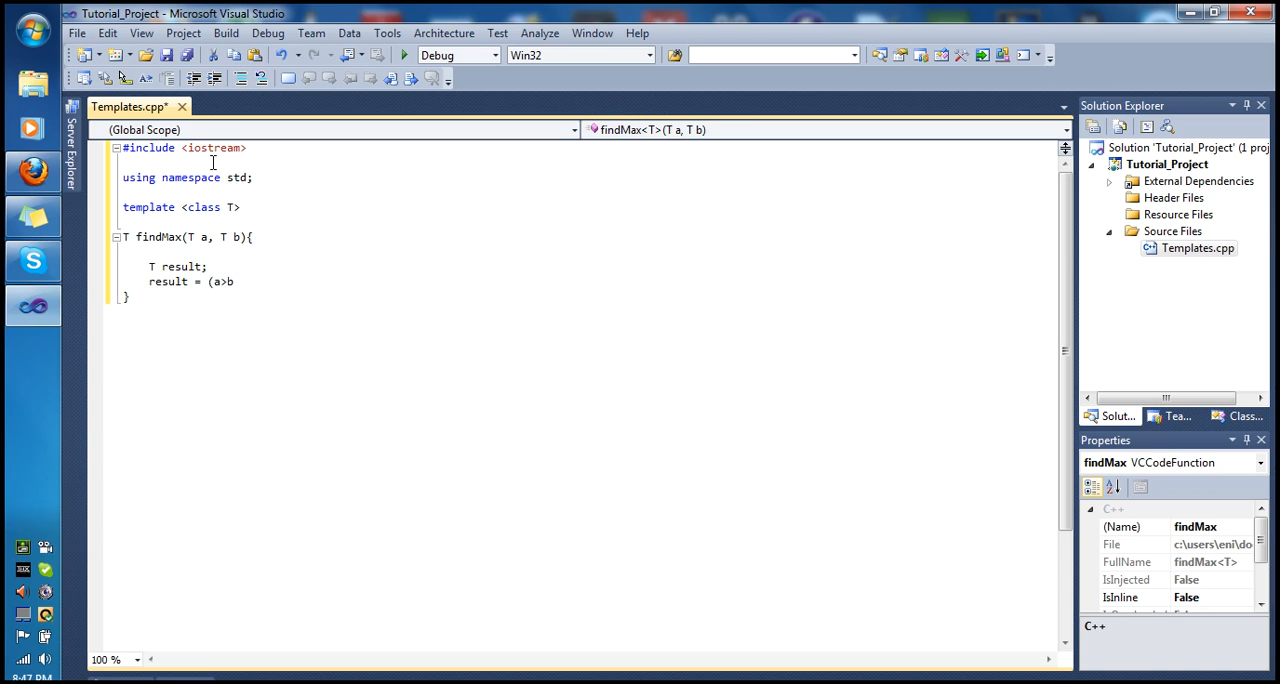 Tutorial_Project - Microsoft Visual Studio
File Edit View Project Build Debug Team Data Tools Architecture Test Analyze Window Help
Debug Win32
Templates.cpp*
Server Explorer
(Global Scope) findMax<T>(T a, T b)
#include <iostream>
using namespace std;
template <class T>
T findMax(T a, T b){
T result;
result = (a>b
}
100 %
Solution Explorer
Solution 'Tutorial_Project' (1 proj
Tutorial_Project
External Dependencies
Header Files
Resource Files
Source Files
Templates.cpp
Solut... Tea... Class...
Properties
findMax VCCodeFunction
C++
(Name) findMax
File c:\users\eni\do
FullName findMax<T>
IsInjected False
IsInline False
C++
8:47 PM